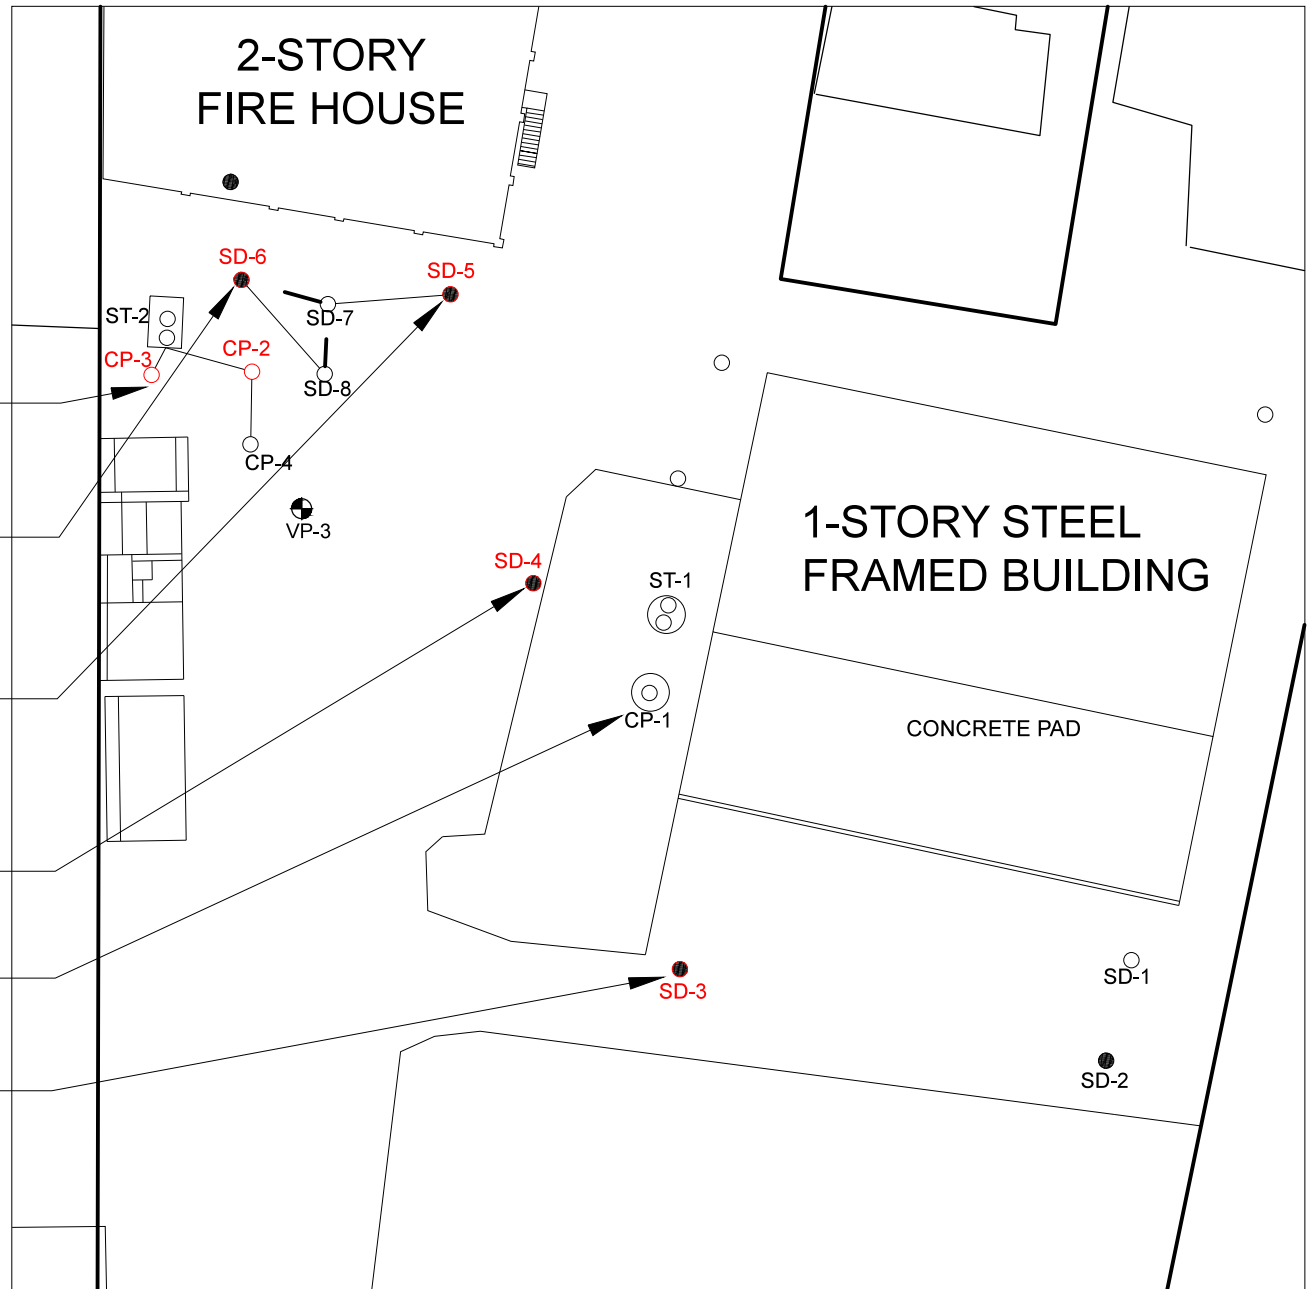 2-STORY
FIRE HOUSE
SD-6
SD-5
ST-2
SD-7
CP-3
CP-2
SD-8
CP-4
VP-3
1-STORY STEEL
FRAMED BUILDING
SD-4
ST-1
CP-1
CONCRETE PAD
SD-3
SD-1
SD-2